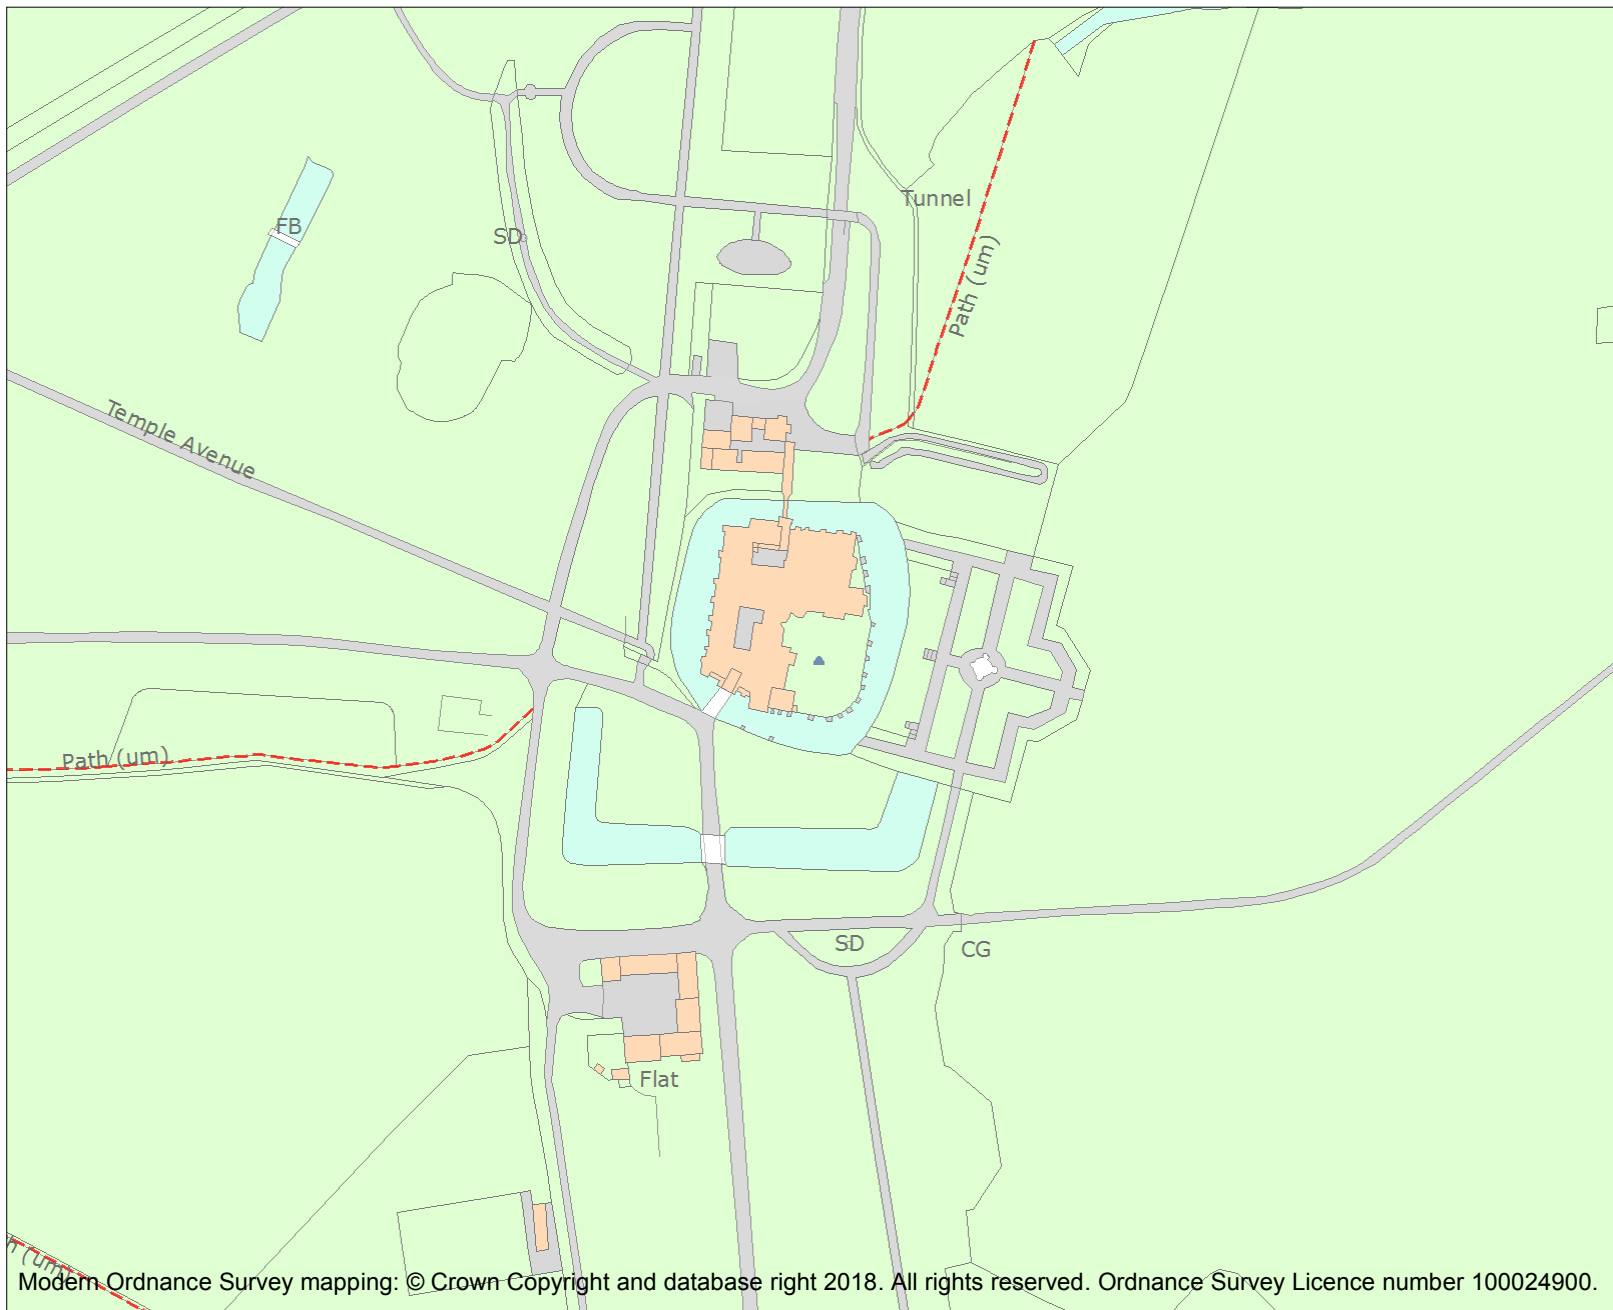 Tunnel
FB
SD
Path (um)
Temple Avenue
Path (um)
SD
CG
Flat
h (um)
Modern Ordnance Survey mapping: © Crown Copyright and database right 2018. All rights reserved. Ordnance Survey Licence number 100024900.